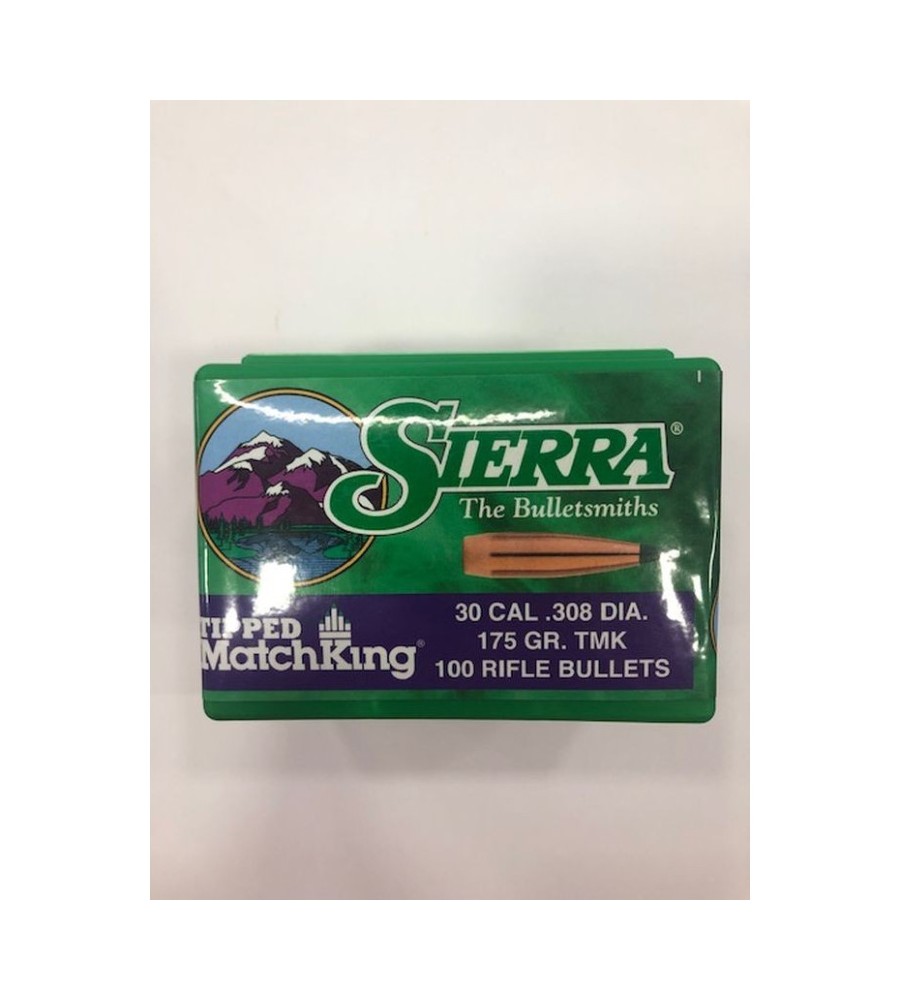 SIERRA®
The Bulletsmiths
30 CAL .308 DIA.
175 GR. TMK
100 RIFLE BULLETS
TIPPED
MatchKing®